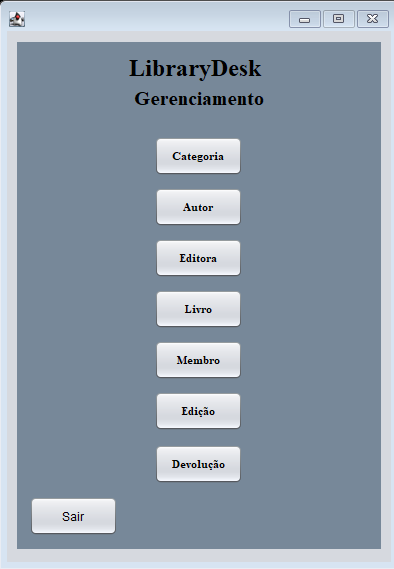 LibraryDesk
Gerenciamento
Categoria
Autor
Editora
Livro
Membro
Edição
Devolução
Sair